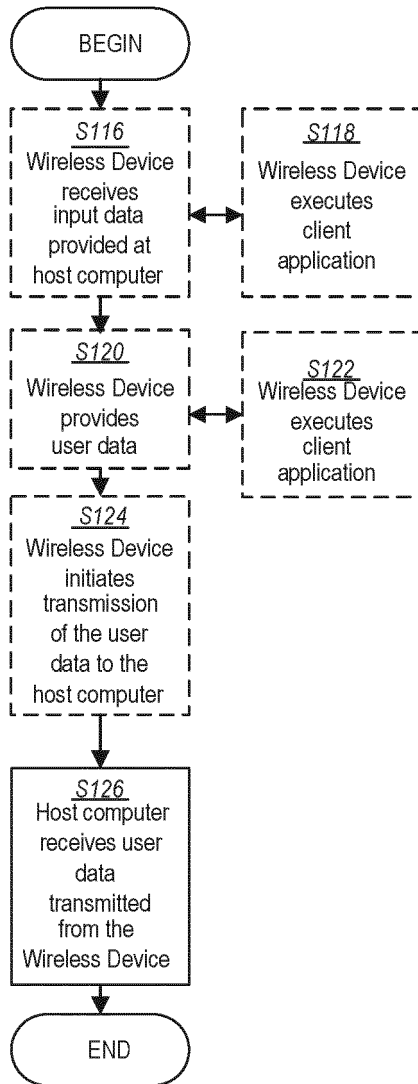 BEGIN
S116
Wireless Device
receives
input data
provided at
host computer
S118
Wireless Device
executes
client
application
S120
Wireless Device
provides
user data
S122
Wireless Device
executes
client
application
S124
Wireless Device
initiates
transmission
of the user
data to the
host computer
S126
Host computer
receives user
data
transmitted
from the
Wireless Device
END